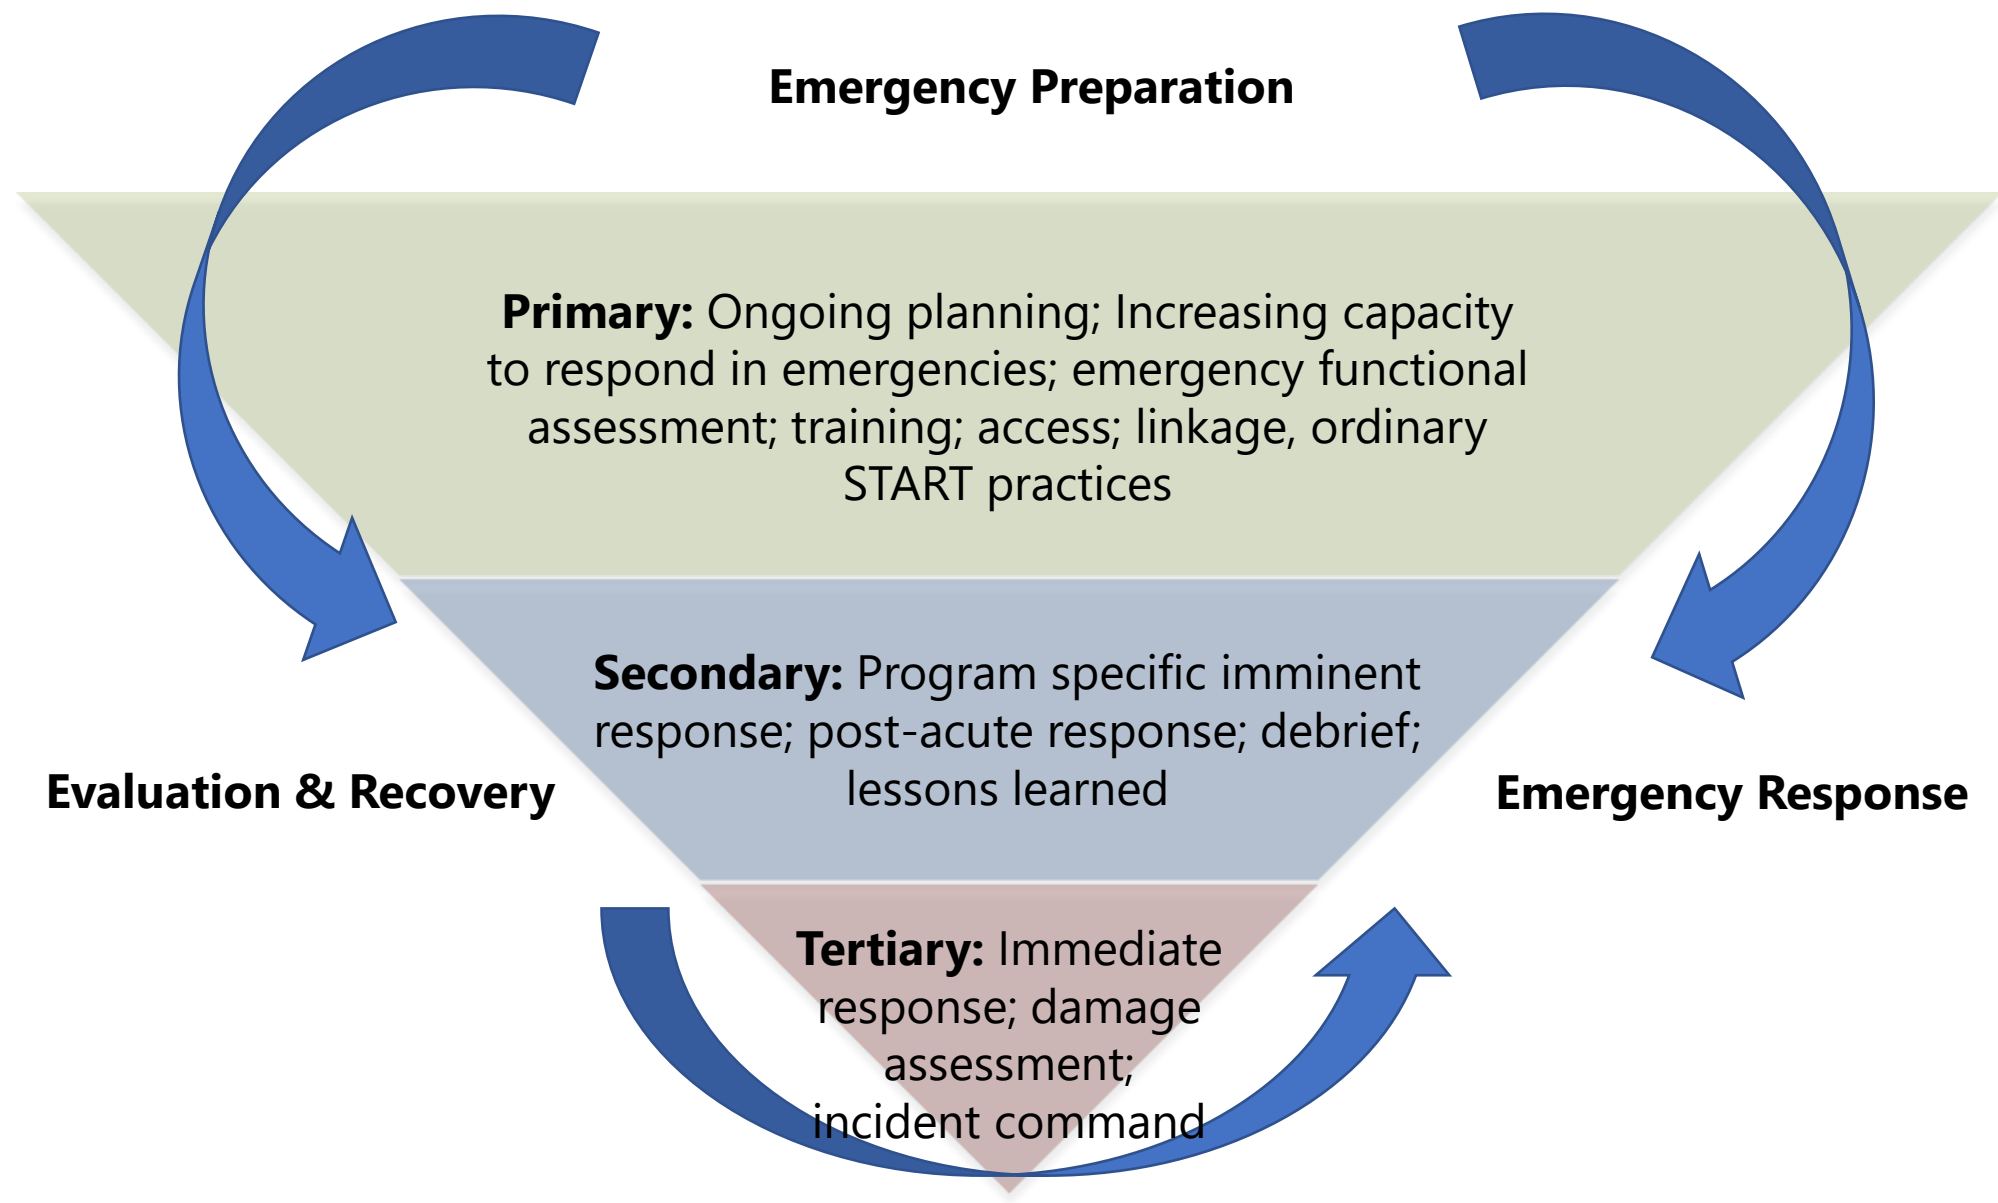 Emergency Preparation
Primary: Ongoing planning; Increasing capacity
to respond in emergencies; emergency functional
assessment; training; access; linkage, ordinary
START practices
Secondary: Program specific imminent
response; post-acute response; debrief;
lessons learned
Evaluation & Recovery
Emergency Response
Tertiary: Immediate
response; damage
assessment;
incident command